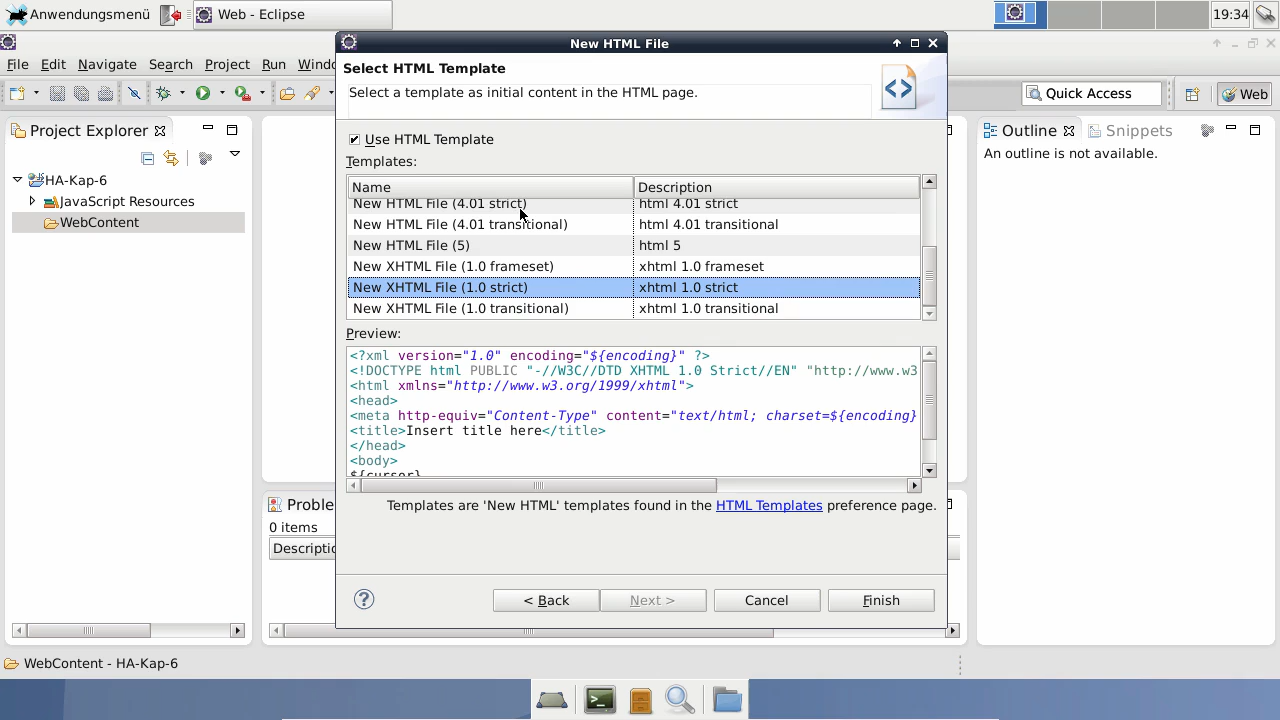 Anwendungsmenü
Web - Eclipse
19:34
File Edit Navigate Search Project Run
New HTML File
Select HTML Template
Select a template as initial content in the HTML page.
Quick Access
Web
Project Explorer
HA-Kap-6
JavaScript Resources
WebContent
Use HTML Template
Templates:
Name Description
New HTML File (4.01 strict) html 4.01 strict
New HTML File (4.01 transitional) html 4.01 transitional
New HTML File (5) html 5
New XHTML File (1.0 frameset) xhtml 1.0 frameset
New XHTML File (1.0 strict) xhtml 1.0 strict
New XHTML File (1.0 transitional) xhtml 1.0 transitional
Preview:
<?xml version="1.0" encoding="${encoding}" ?>
<!DOCTYPE html PUBLIC "-//W3C//DTD XHTML 1.0 Strict//EN" "http://www.w3
<html xmlns="http://www.w3.org/1999/xhtml">
<head>
<meta http-equiv="Content-Type" content="text/html; charset=${encoding}
<title>Insert title here</title>
</head>
<body>
${cursor}
Templates are 'New HTML' templates found in the HTML Templates preference page.
< Back Next > Cancel Finish
Outline Snippets
An outline is not available.
0 items
WebContent - HA-Kap-6